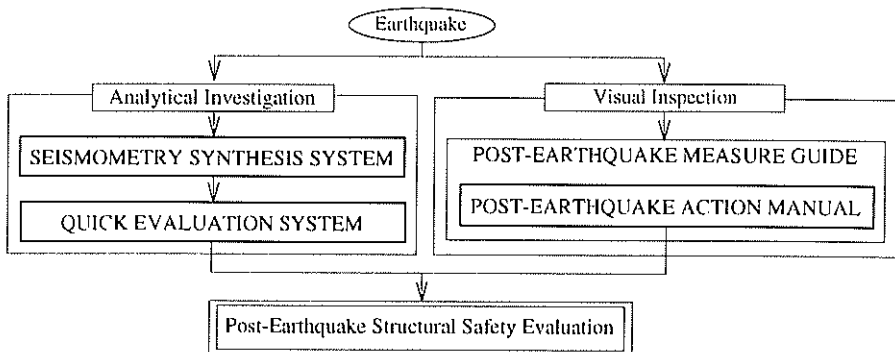 Earthquake
Analytical Investigation
SEISMOMETRY SYNTHESIS SYSTEM
QUICK EVALUATION SYSTEM
Visual Inspection
POST-EARTHQUAKE MEASURE GUIDE
POST-EARTHQUAKE ACTION MANUAL
Post-Earthquake Structural Safety Evaluation